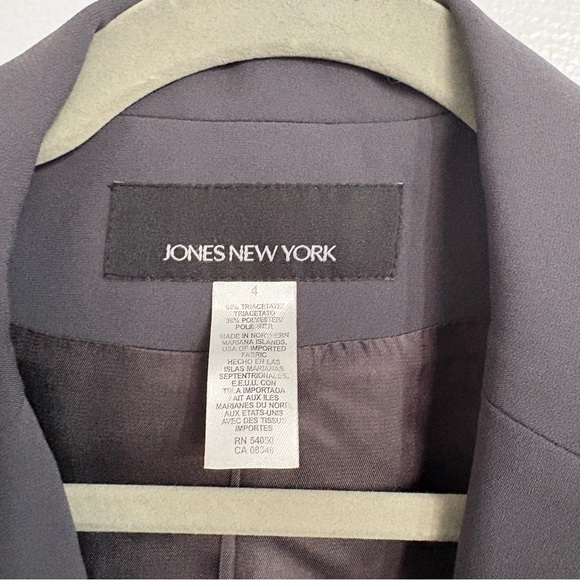 JONES NEW YORK
4
64% TRIACETATE/
TRIACETATO
36% POLYESTER/
POLIESTER
MADE IN NORTHERN
MARIANA ISLANDS,
USA OF IMPORTED
FABRIC
HECHO EN LAS
ISLAS MARIANAS
SEPTENTRIONALES,
E.E.U.U. CON
TELA IMPORTADA
FAIT AUX ILES
MARIANES DU NORT
AUX ETATS-UNIS
AVEC DES TISSUS
IMPORTES
RN 54050
CA 08348